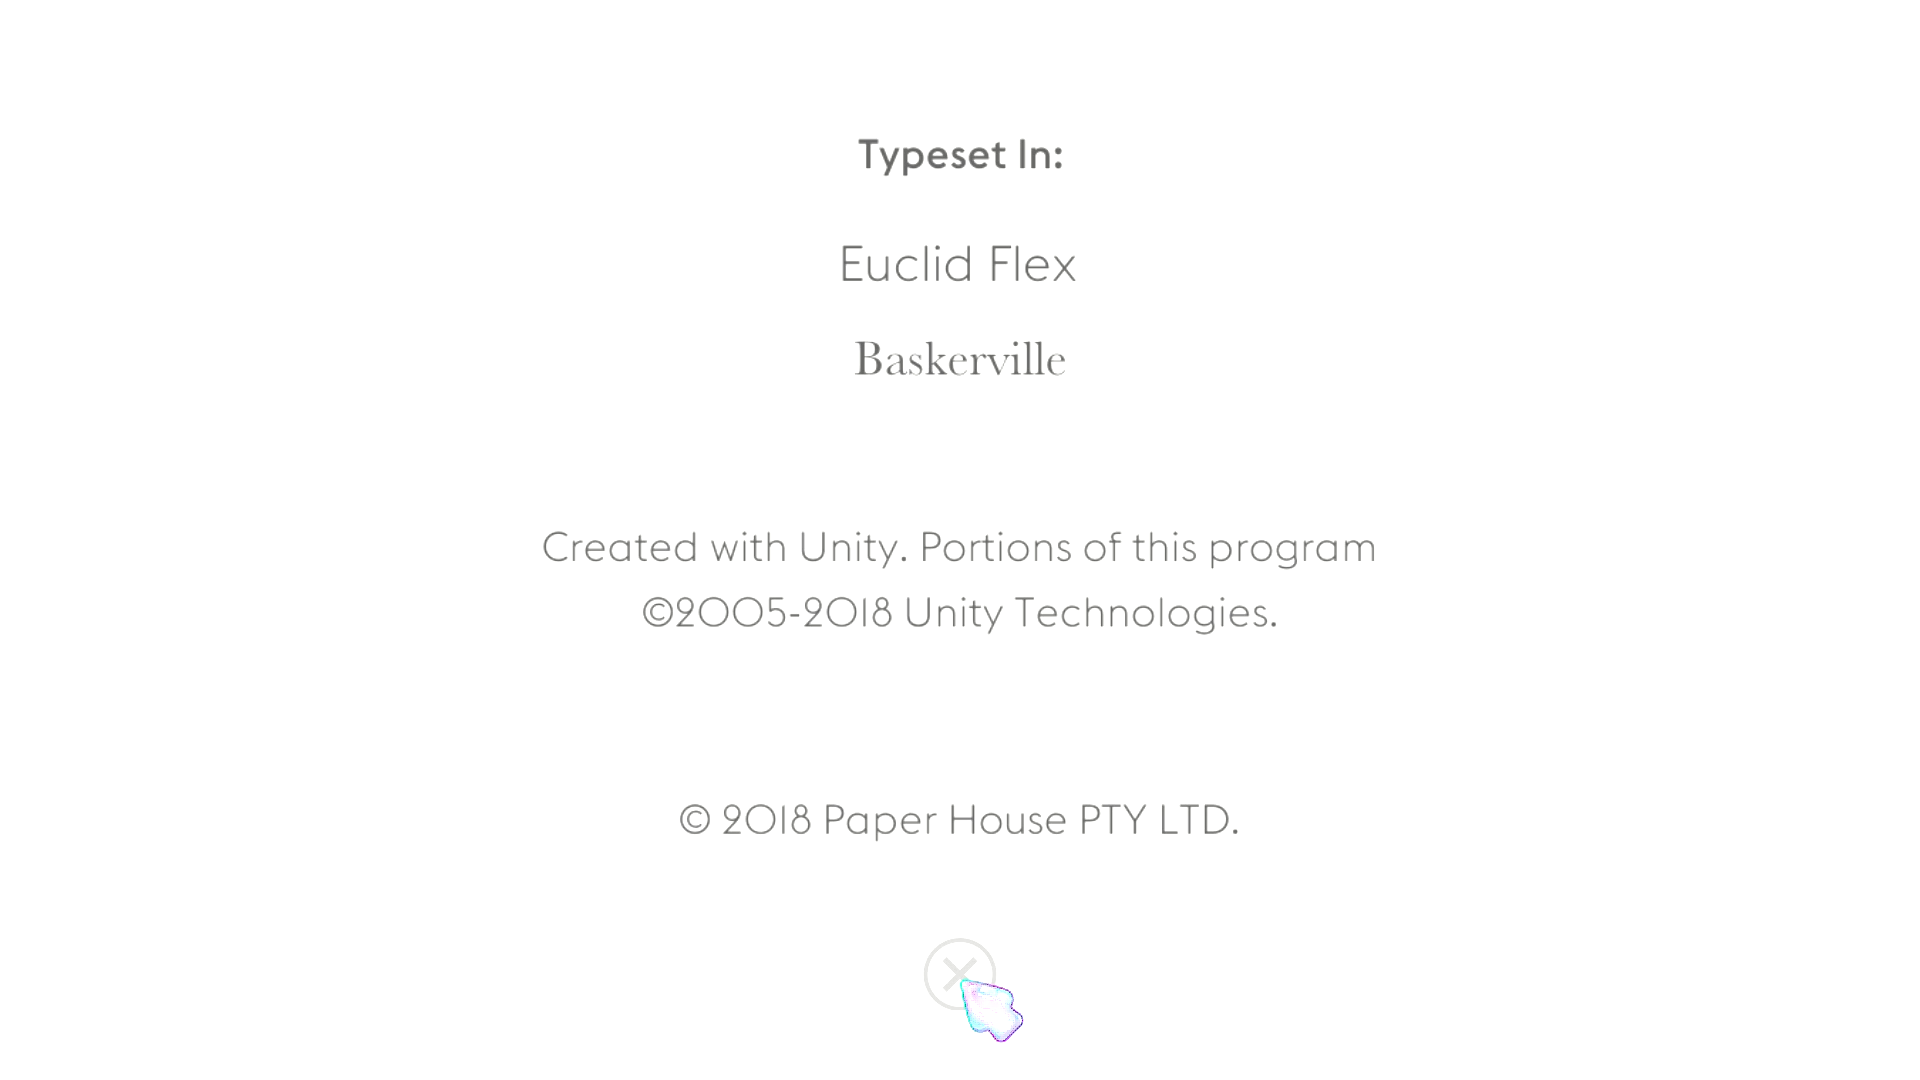 Typeset In:
Euclid Flex
Baskerville
Created with Unity. Portions of this program
©2005-2018 Unity Technologies.
© 2018 Paper House PTY LTD.